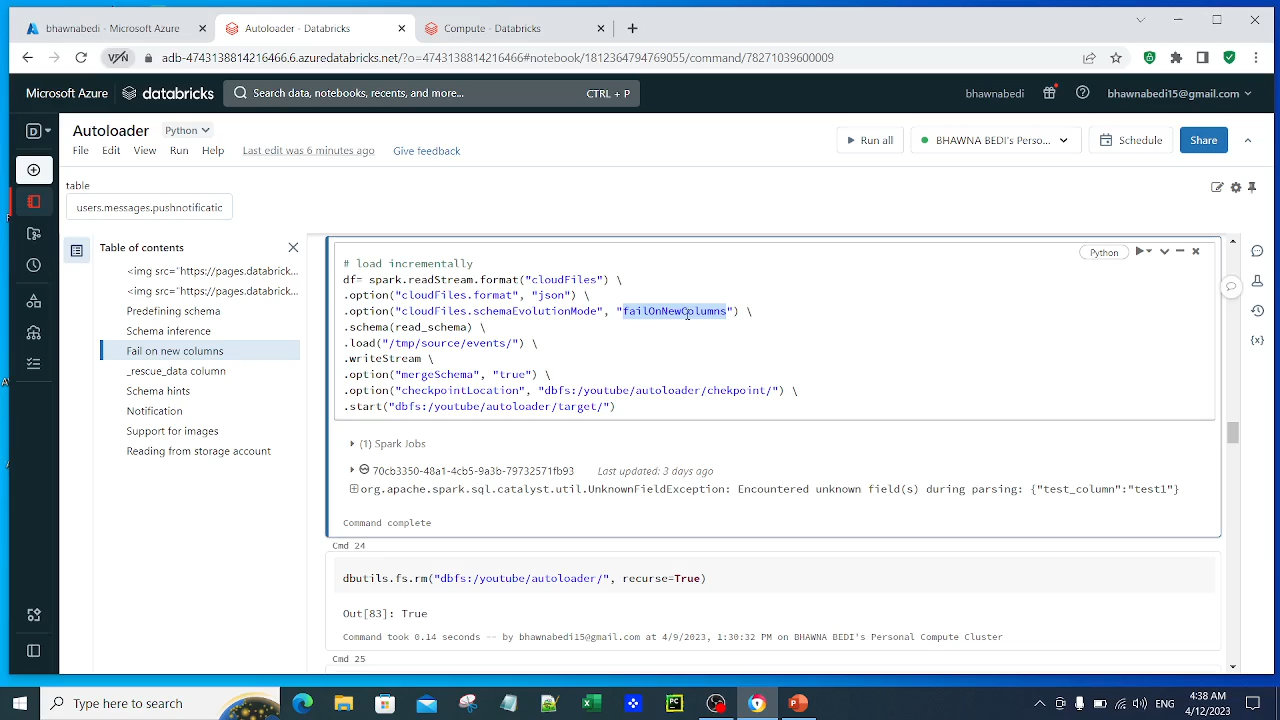 bhawnabedi - Microsoft Azure
Autoloader - Databricks
Compute - Databricks
adb-4743138814216466.6.azuredatabricks.net/?o=4743138814216466#notebook/1812364794769055/command/78271039600009
Microsoft Azure
databricks
Search data, notebooks, recents, and more...
CTRL + P
bhawnabedi
bhawnabedi15@gmail.com
D
Autoloader
Python
File Edit View Run Help
Last edit was 6 minutes ago
Give feedback
Run all
BHAWNA BEDI's Perso...
Schedule
Share
table
users.messages.pushnotificatic
Table of contents
<img src="https://pages.databrick...
<img src="https://pages.databrick...
Predefining schema
Schema inference
Fail on new columns
_rescue_data column
Schema hints
Notification
Support for images
Reading from storage account
Python
# load incrementally
df= spark.readStream.format("cloudFiles") \
.option("cloudFiles.format", "json") \
.option("cloudFiles.schemaEvolutionMode", "failOnNewColumns") \
.schema(read_schema) \
.load("/tmp/source/events/") \
.writeStream \
.option("mergeSchema", "true") \
.option("checkpointLocation", "dbfs:/youtube/autoloader/chekpoint/") \
.start("dbfs:/youtube/autoloader/target/")
(1) Spark Jobs
70cb3350-48a1-4cb5-9a3b-79732571fb93 Last updated: 3 days ago
org.apache.spark.sql.catalyst.util.UnknownFieldException: Encountered unknown field(s) during parsing: {"test_column":"test1"}
Command complete
Cmd 24
dbutils.fs.rm("dbfs:/youtube/autoloader/", recurse=True)
Out[83]: True
Command took 0.14 seconds -- by bhawnabedi15@gmail.com at 4/9/2023, 1:30:32 PM on BHAWNA BEDI's Personal Compute Cluster
Cmd 25
Type here to search
4:38 AM
4/12/2023